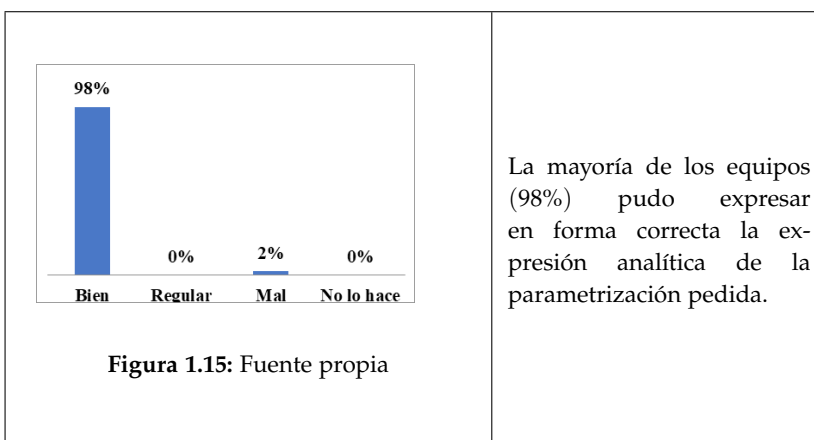 98%
0%
2%
0%
Bien Regular Mal No lo hace
Figura 1.15: Fuente propia
La mayoría de los equipos
(98%) pudo expresar
en forma correcta la ex-
presión analítica de la
parametrización pedida.